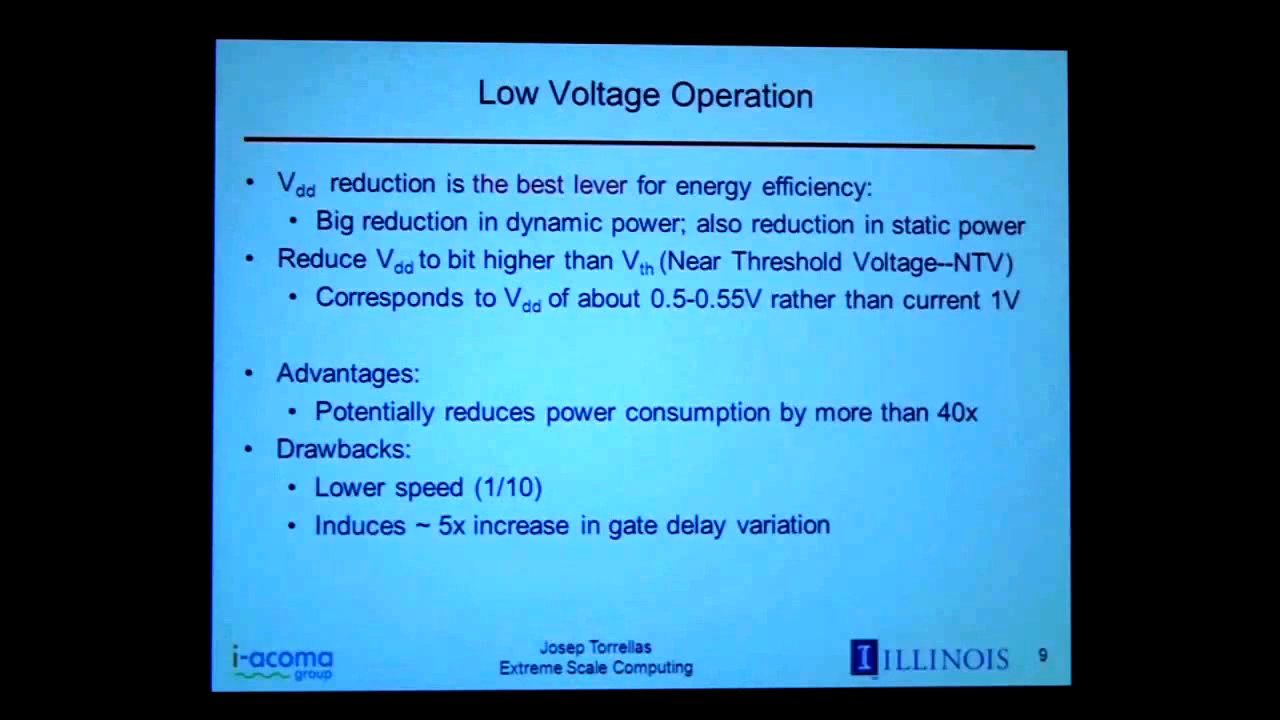 Low Voltage Operation
• Vdd reduction is the best lever for energy efficiency:
• Big reduction in dynamic power; also reduction in static power
• Reduce Vdd to bit higher than Vth (Near Threshold Voltage--NTV)
• Corresponds to Vdd of about 0.5-0.55V rather than current 1V
• Advantages:
• Potentially reduces power consumption by more than 40x
• Drawbacks:
• Lower speed (1/10)
• Induces ~ 5x increase in gate delay variation
i-acoma
group
Josep Torrellas
Extreme Scale Computing
I ILLINOIS
9